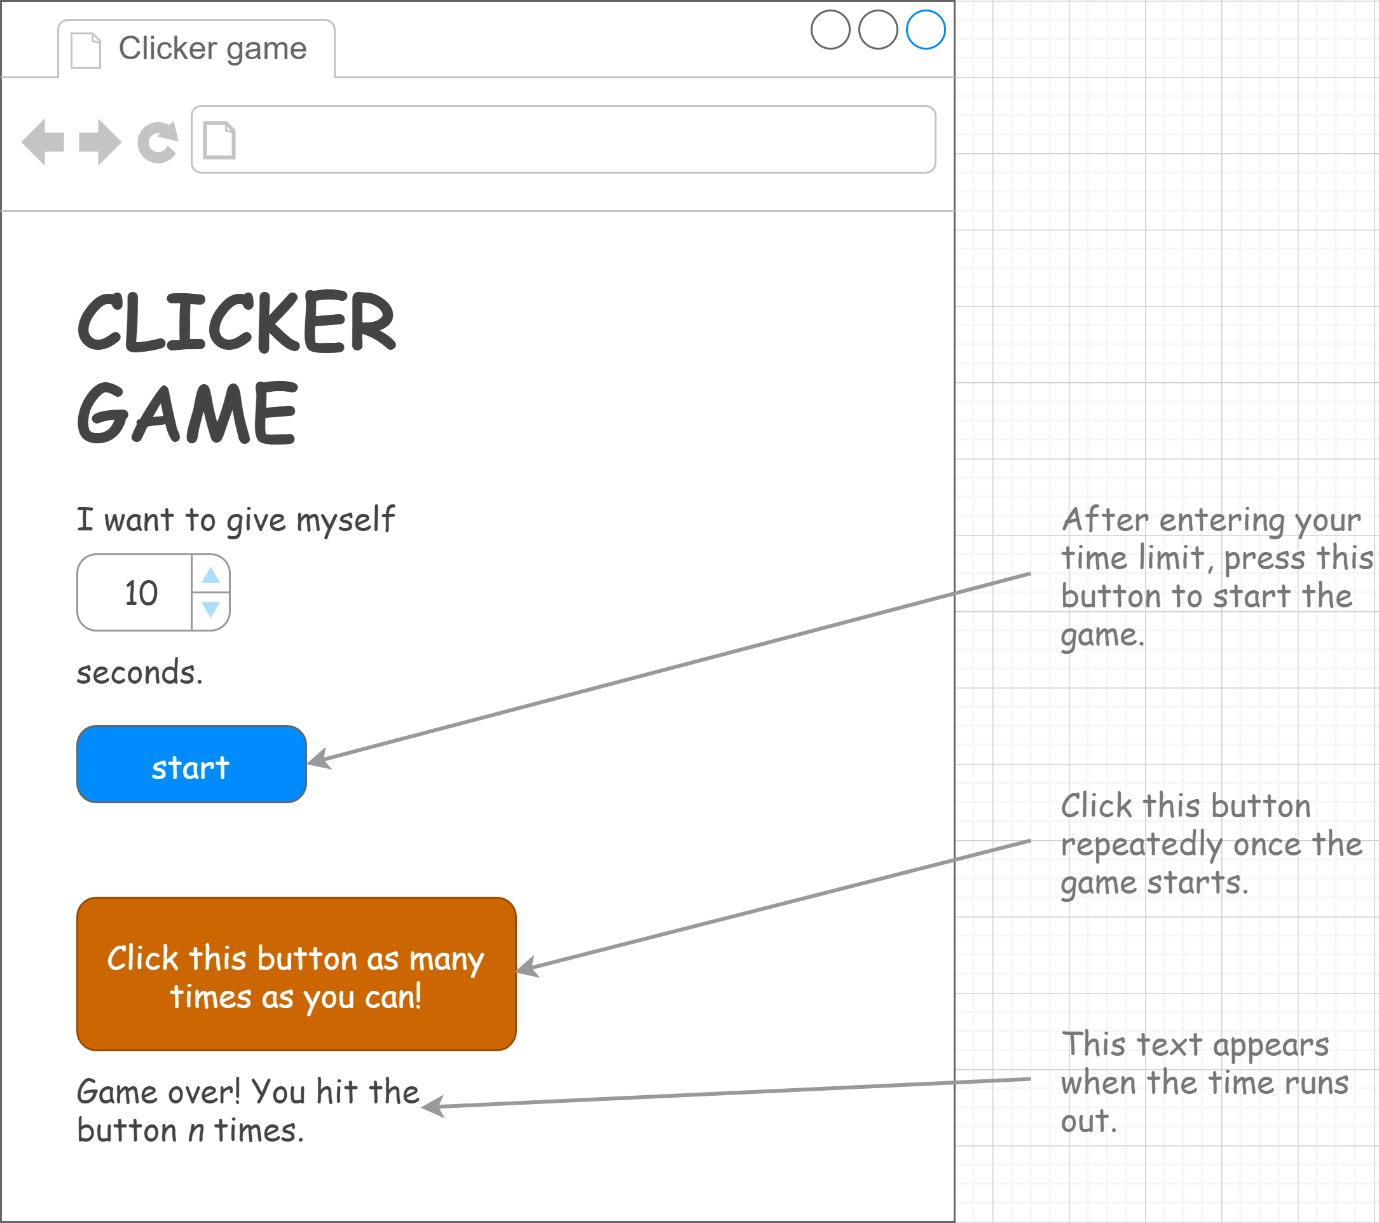 Clicker game
CLICKER
GAME
I want to give myself
10
seconds.
start
Click this button as many
times as you can!
Game over! You hit the
button n times.
After entering your
time limit, press this
button to start the
game.
Click this button
repeatedly once the
game starts.
This text appears
when the time runs
out.